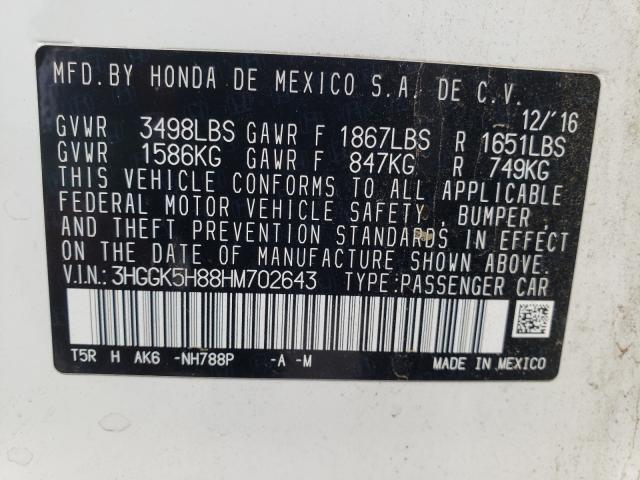 MFD. BY HONDA DE MEXICO S.A. DE C.V.
12/'16
GVWR 3498LBS GAWR F 1867LBS R 1651LBS
GVWR 1586KG GAWR F 847KG R 749KG
THIS VEHICLE CONFORMS TO ALL APPLICABLE
FEDERAL MOTOR VEHICLE SAFETY, BUMPER,
AND THEFT PREVENTION STANDARDS IN EFFECT
ON THE DATE OF MANUFACTURE SHOWN ABOVE.
V.I.N.: 3HGGK5H88HM702643 TYPE:PASSENGER CAR
T5R H AK6 -NH788P -A -M MADE IN MEXICO